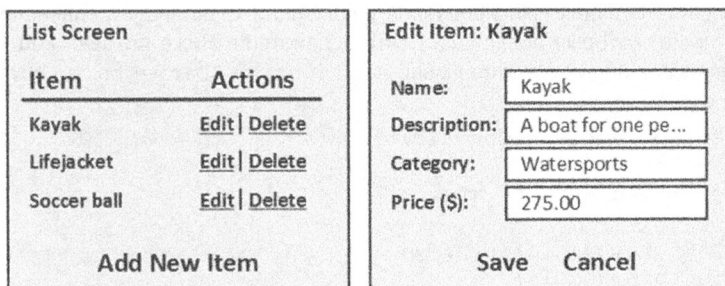 List Screen
Item Actions
Kayak Edit | Delete
Lifejacket Edit | Delete
Soccer ball Edit | Delete
Add New Item
Edit Item: Kayak
Name: Kayak
Description: A boat for one pe...
Category: Watersports
Price ($): 275.00
Save Cancel